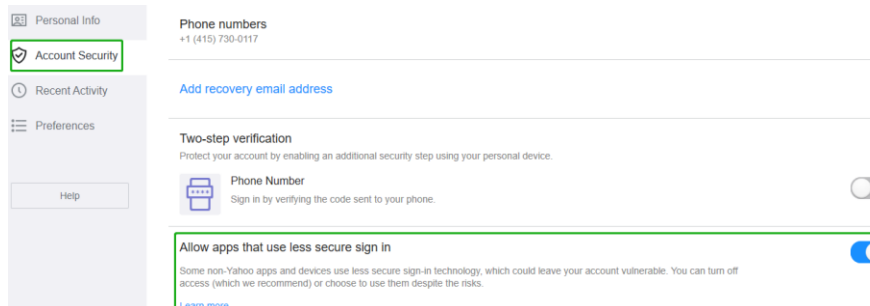 Personal Info
Account Security
Recent Activity
Preferences
Help
Phone numbers
+1 (415) 730-0117
Add recovery email address
Two-step verification
Protect your account by enabling an additional security step using your personal device.
Phone Number
Sign in by verifying the code sent to your phone.
Allow apps that use less secure sign in
Some non-Yahoo apps and devices use less secure sign-in technology, which could leave your account vulnerable. You can turn off
access (which we recommend) or choose to use them despite the risks.
Learn more